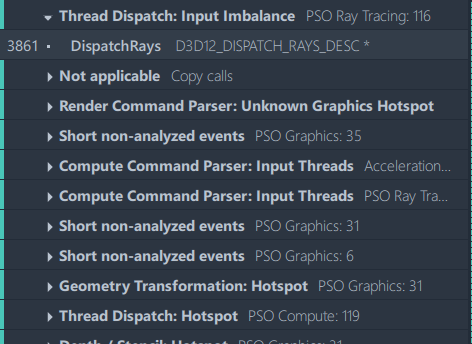 Thread Dispatch: Input Imbalance PSO Ray Tracing: 116
3861 DispatchRays D3D12_DISPATCH_RAYS_DESC *
Not applicable Copy calls
Render Command Parser: Unknown Graphics Hotspot
Short non-analyzed events PSO Graphics: 35
Compute Command Parser: Input Threads Acceleration...
Compute Command Parser: Input Threads PSO Ray Tra...
Short non-analyzed events PSO Graphics: 31
Short non-analyzed events PSO Graphics: 6
Geometry Transformation: Hotspot PSO Graphics: 31
Thread Dispatch: Hotspot PSO Compute: 119
Depth / Stencil: Hotspot PSO Graphics: 31